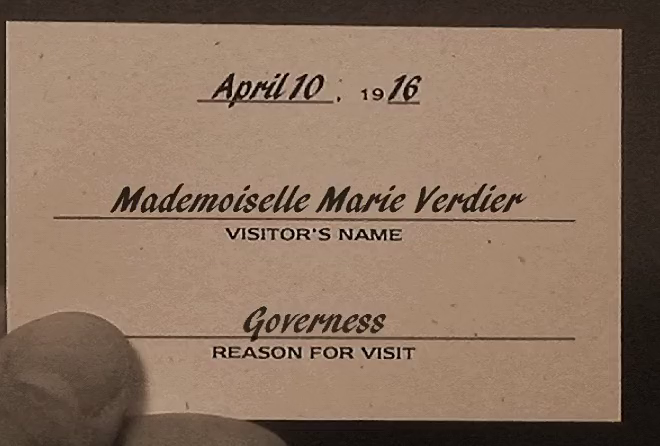 April 10, 1916
Mademoiselle Marie Verdier
VISITOR'S NAME
Governess
REASON FOR VISIT